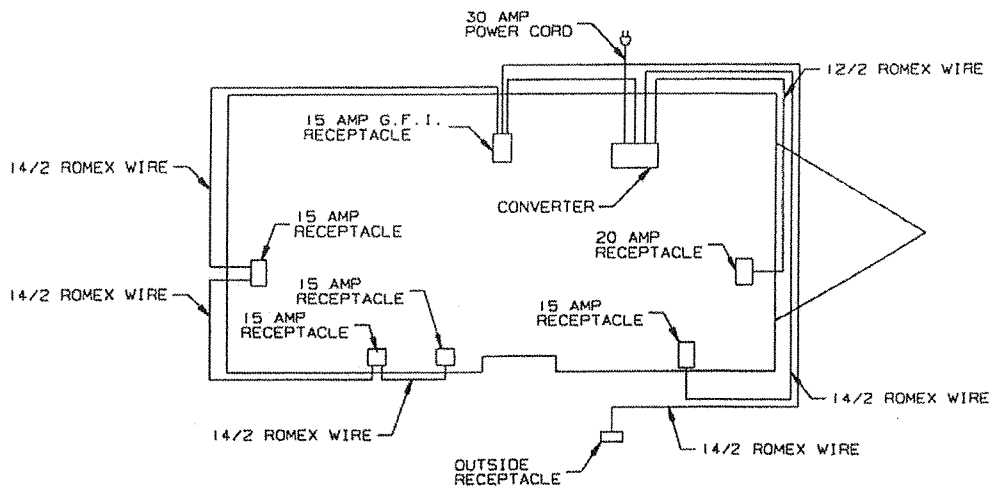 30 AMP
POWER CORD
12/2 ROMEX WIRE
15 AMP G.F.I.
RECEPTACLE
14/2 ROMEX WIRE
CONVERTER
15 AMP
RECEPTACLE
20 AMP
RECEPTACLE
14/2 ROMEX WIRE
15 AMP
RECEPTACLE
15 AMP
RECEPTACLE
15 AMP
RECEPTACLE
14/2 ROMEX WIRE
14/2 ROMEX WIRE
14/2 ROMEX WIRE
OUTSIDE
RECEPTACLE